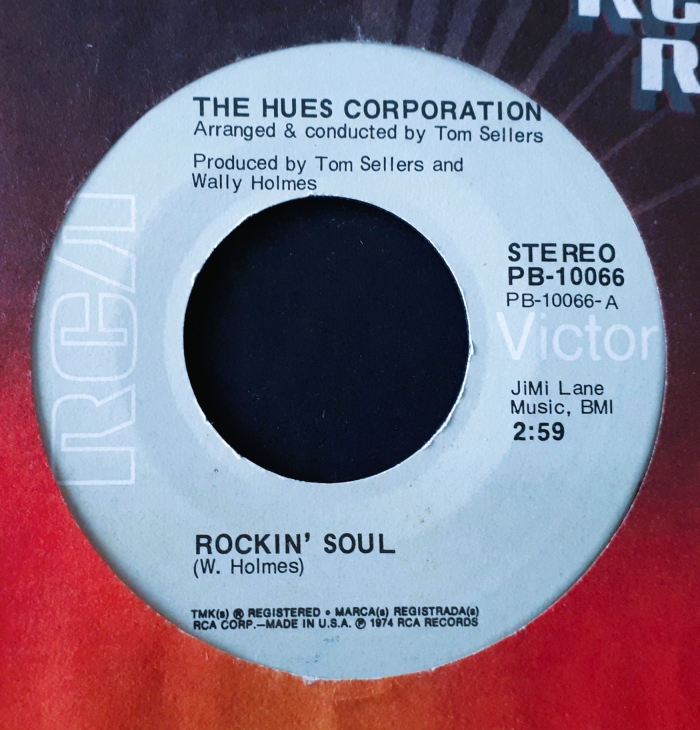 THE HUES CORPORATION
Arranged & conducted by Tom Sellers
Produced by Tom Sellers and
Wally Holmes
RCA
STEREO
PB-10066
PB-10066-A
Victor
JiMi Lane
Music, BMI
2:59
ROCKIN' SOUL
(W. Holmes)
TMK(s) ® REGISTERED • MARCA(s) REGISTRADA(s)
RCA CORP.—MADE IN U.S.A. ℗ 1974 RCA RECORDS